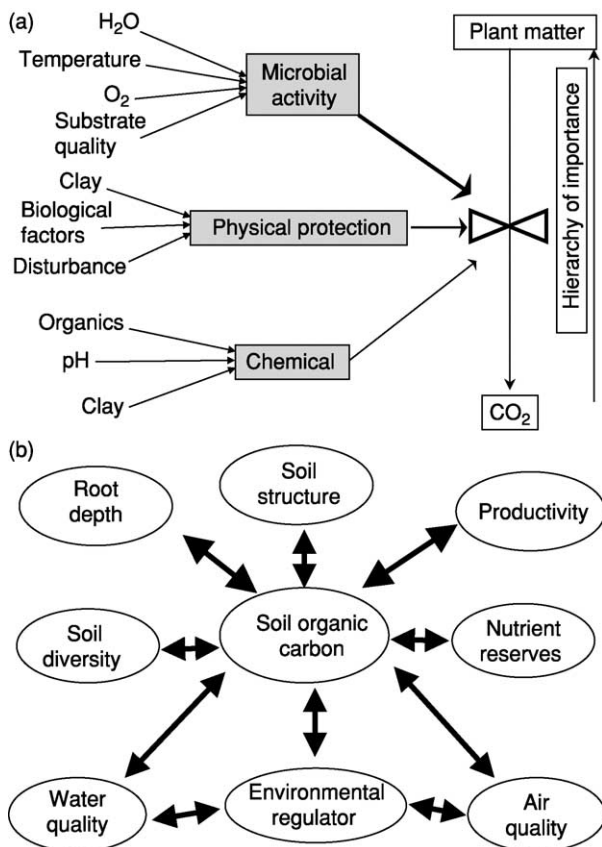 (a)
H₂O
Temperature
O₂
Substrate
quality
Microbial
activity
Plant matter
Hierarchy of importance
Clay
Biological
factors
Disturbance
Physical protection
Organics
pH
Clay
Chemical
CO₂
(b)
Root
depth
Soil
structure
Productivity
Soil
diversity
Soil organic
carbon
Nutrient
reserves
Water
quality
Environmental
regulator
Air
quality